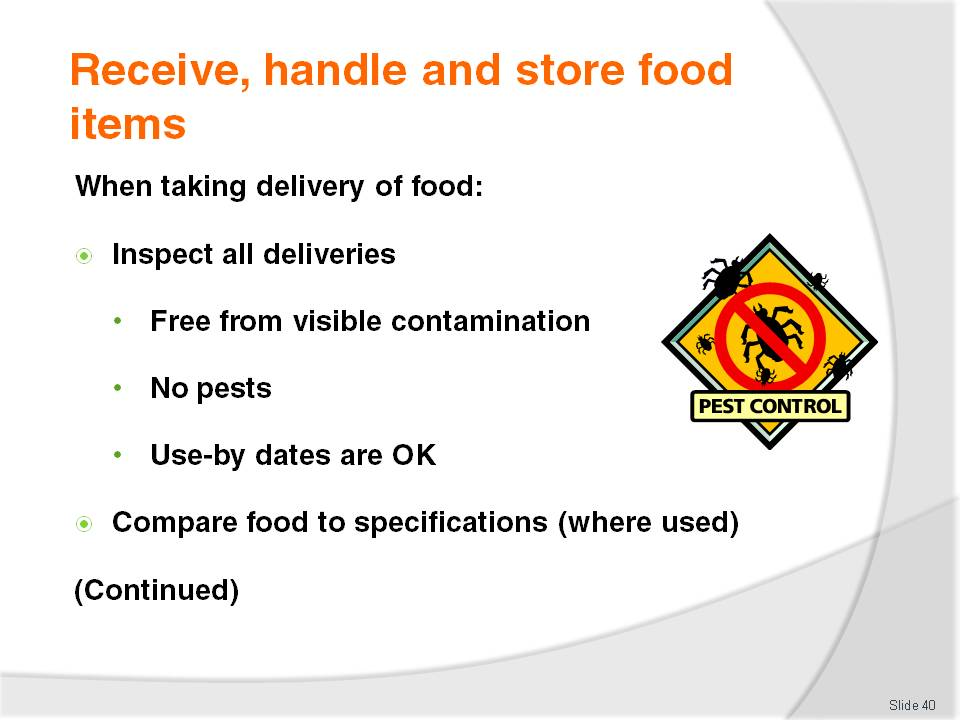 Receive, handle and store food
items
When taking delivery of food:
Inspect all deliveries
• Free from visible contamination
• No pests
• Use-by dates are OK
Compare food to specifications (where used)
(Continued)
PEST CONTROL
Slide 40